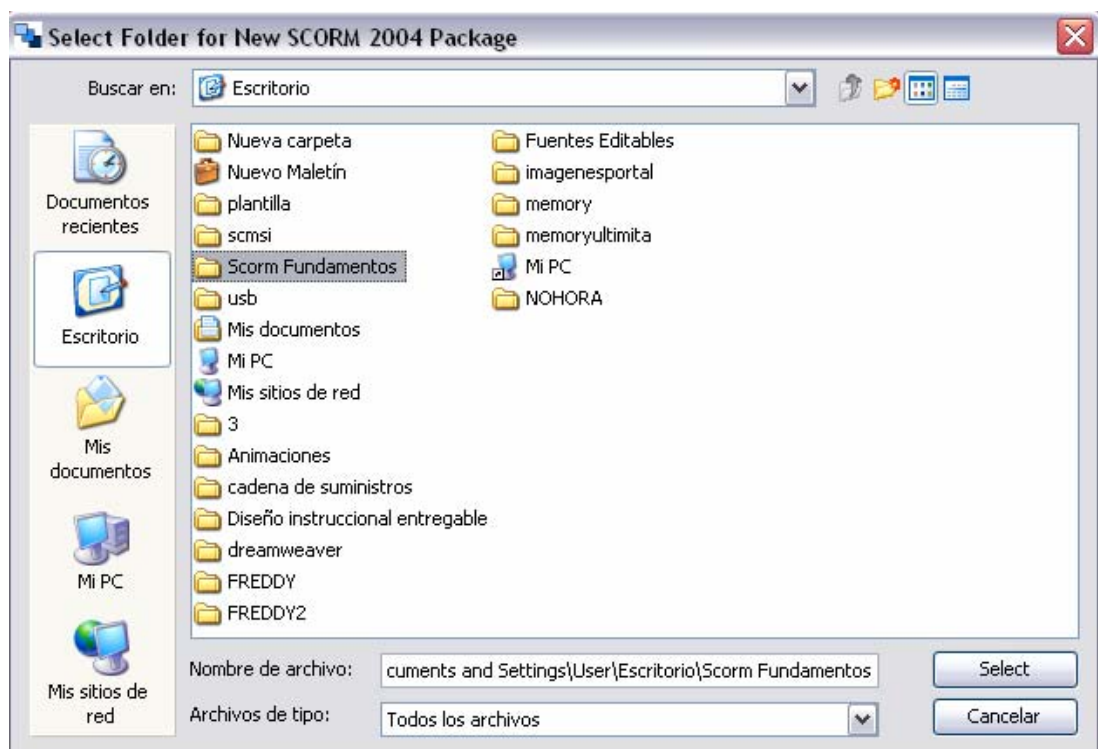 Select Folder for New SCORM 2004 Package
Buscar en:
Escritorio
Documentos
recientes
Escritorio
Mis
documentos
Mi PC
Mis sitios de
red
Nueva carpeta
Nuevo Maletín
plantilla
scmsi
Scorm Fundamentos
usb
Mis documentos
Mi PC
Mis sitios de red
3
Animaciones
cadena de suministros
Diseño instruccional entregable
dreamweaver
FREDDY
FREDDY2
Fuentes Editables
imagenesportal
memory
memoryultimita
Mi PC
NOHORA
Nombre de archivo:
cuments and Settings\User\Escritorio\Scorm Fundamentos
Select
Archivos de tipo:
Todos los archivos
Cancelar